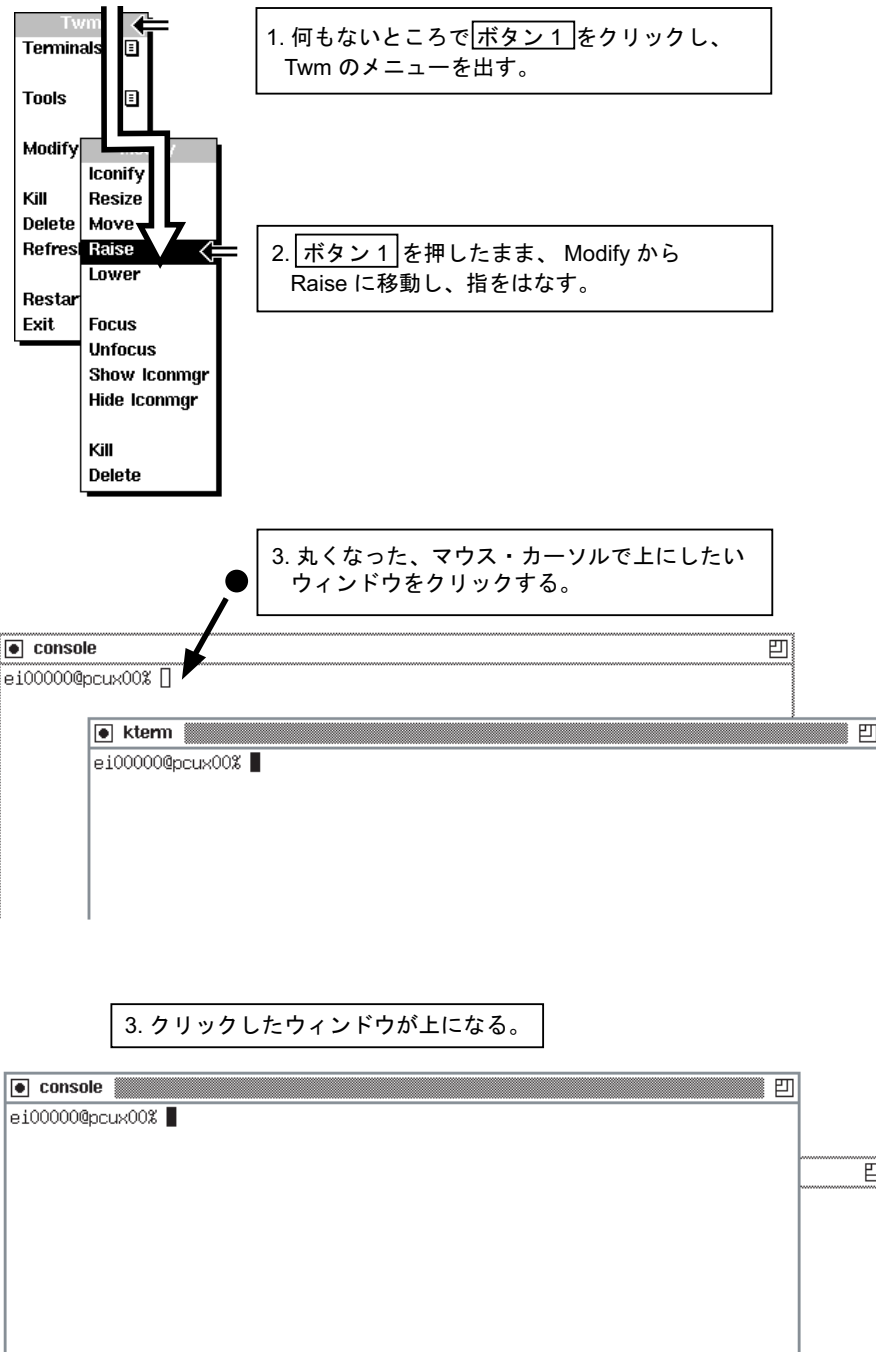 Twm
Terminals
Tools
Modify
Kill
Delete
Restar
Exit
Iconify
Resize
Move
Raise
Lower
Focus
Unfocus
Show Iconmgr
Hide Iconmgr
Kill
Delete
1. 何もないところでボタン 1 をクリックし、
Twm のメニューを出す。
2. ボタン 1 を押したまま、 Modify から
Raise に移動し、指をはなす。
3. 丸くなった、マウス・カーソルで上にしたい
ウィンドウをクリックする。
console
ei00000@pcux00%
kterm
ei00000@pcux00%
3. クリックしたウィンドウが上になる。
console
ei00000@pcux00%